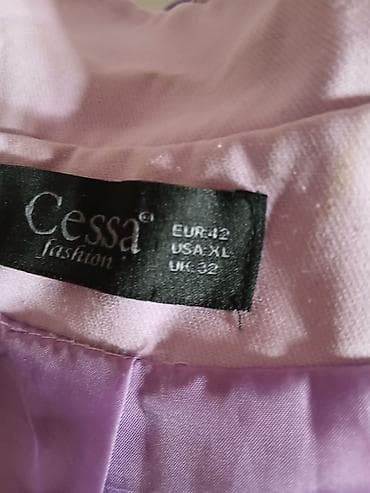 Cessa©
fashion
EUR:42
USA:XL
UK:32